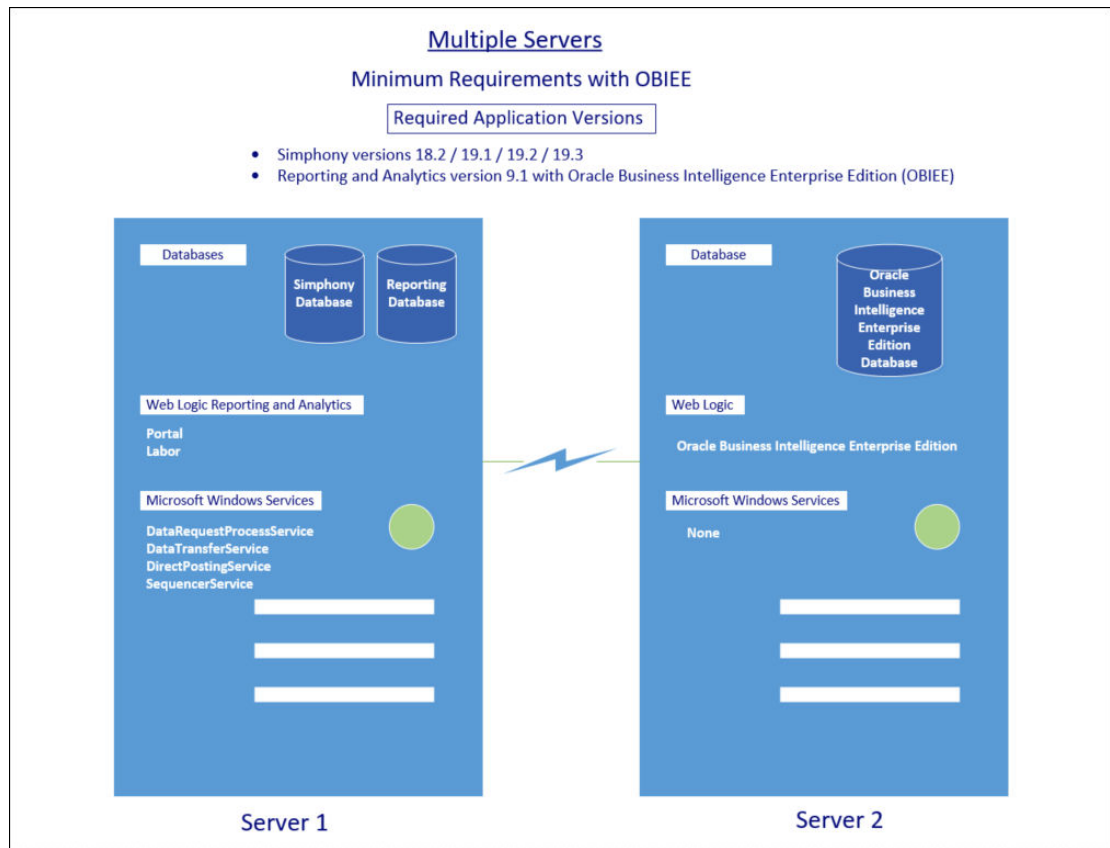 Multiple Servers
Minimum Requirements with OBIEE
Required Application Versions
• Simphony versions 18.2 / 19.1 / 19.2 / 19.3
• Reporting and Analytics version 9.1 with Oracle Business Intelligence Enterprise Edition (OBIEE)
Databases
Simphony
Database
Reporting
Database
Web Logic Reporting and Analytics
Portal
Labor
Microsoft Windows Services
DataRequestProcessService
DataTransferService
DirectPostingService
SequencerService
Server 1
Database
Oracle
Business
Intelligence
Enterprise
Edition
Database
Web Logic
Oracle Business Intelligence Enterprise Edition
Microsoft Windows Services
None
Server 2